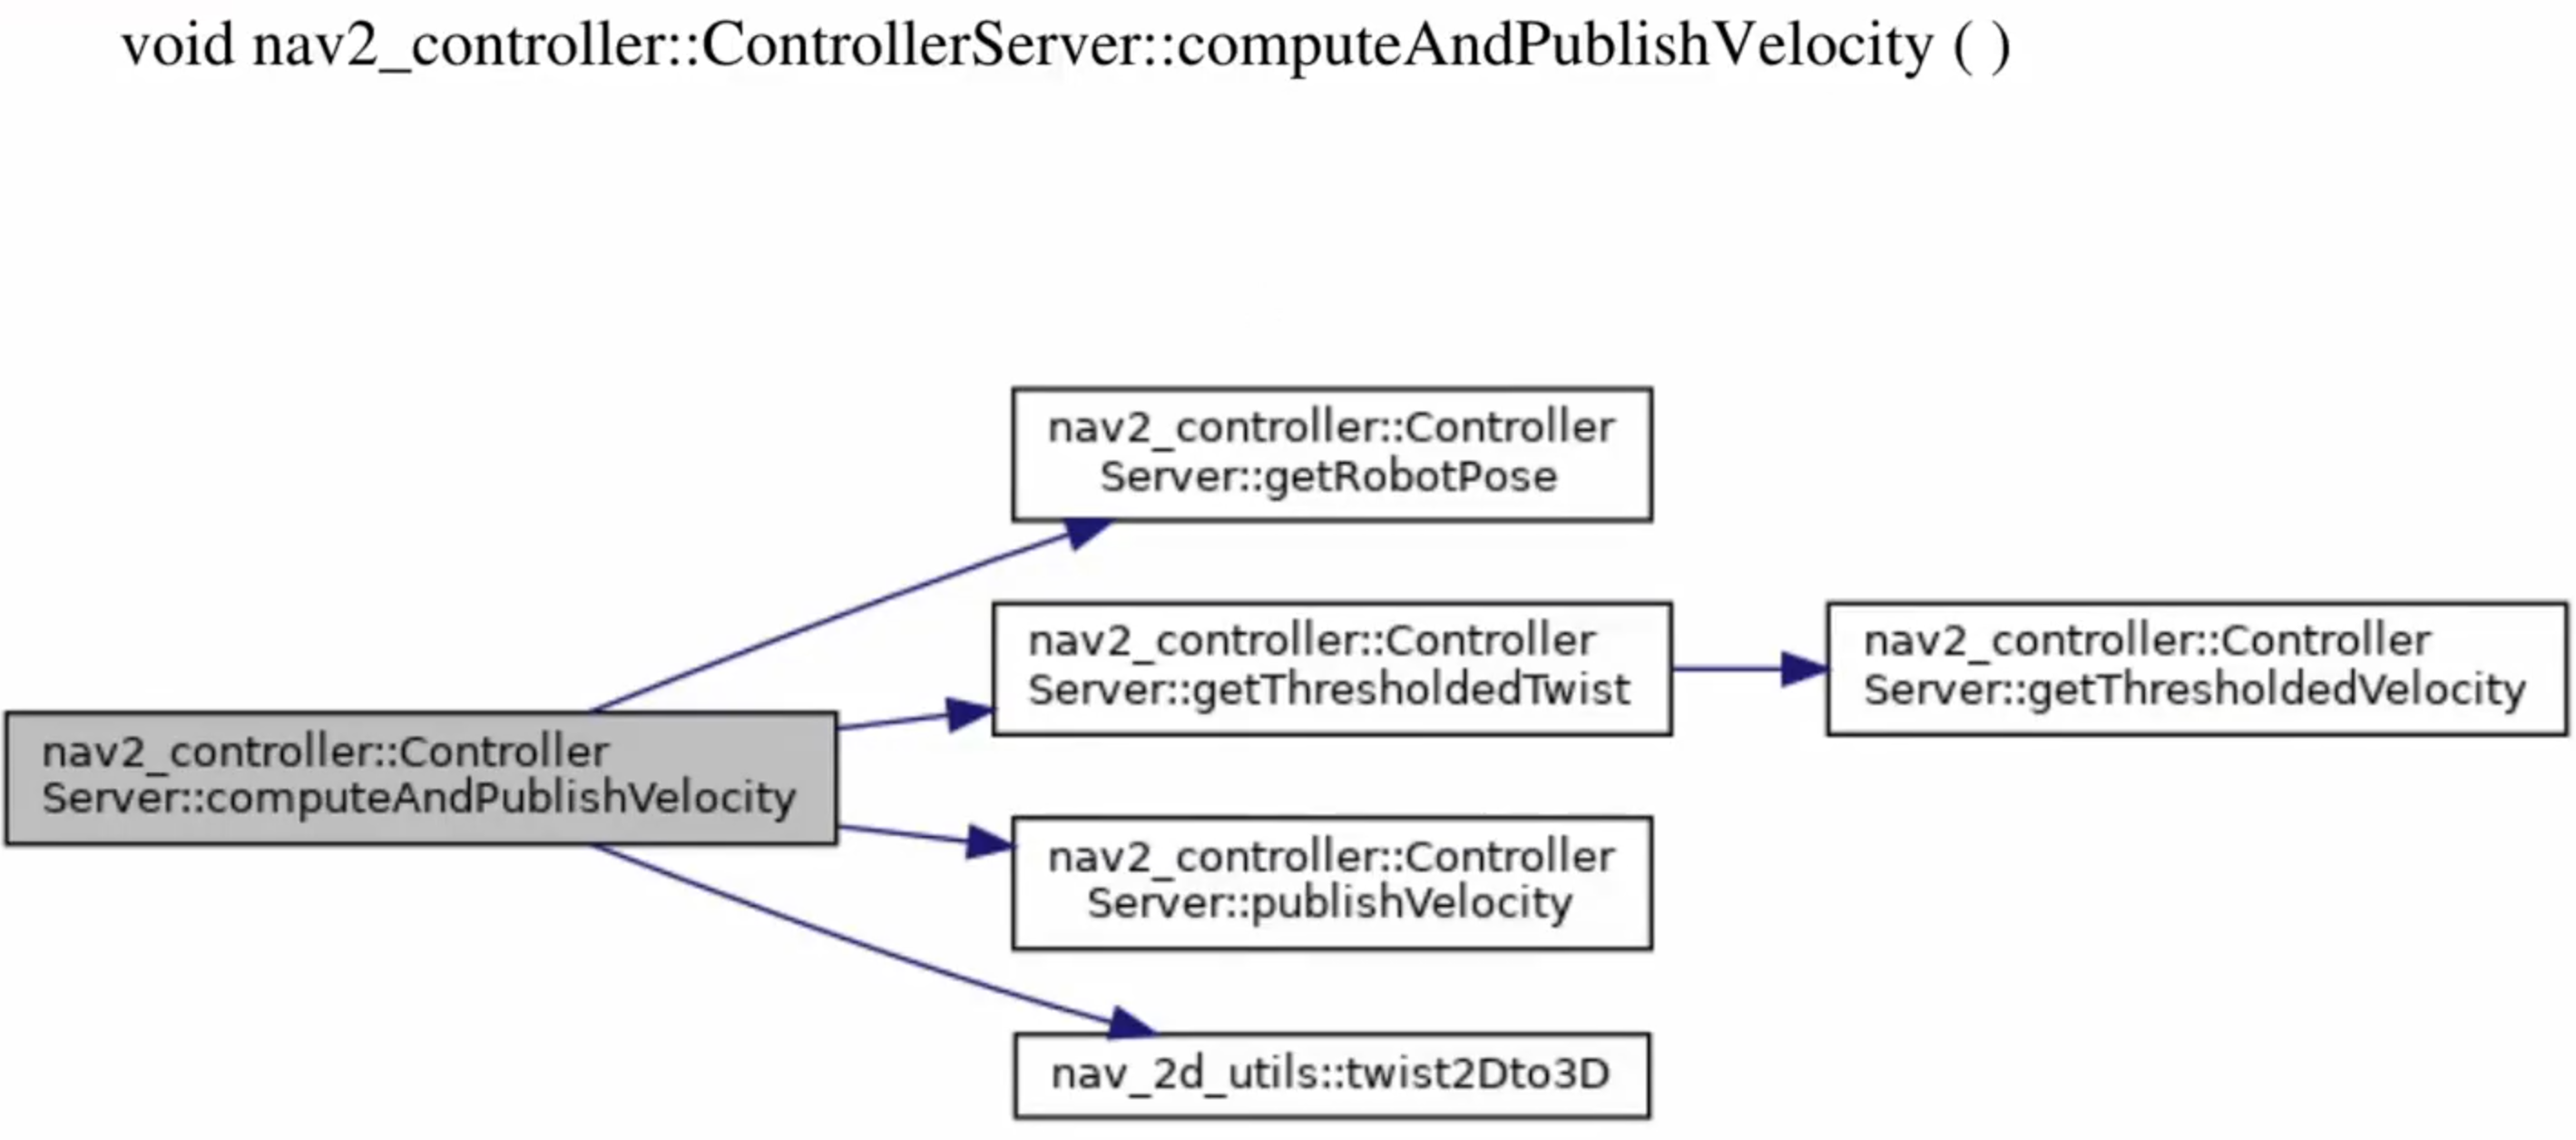 void nav2_controller::ControllerServer::computeAndPublishVelocity ( )
nav2_controller::Controller
Server::getRobotPose
nav2_controller::Controller
Server::getThresholdedTwist
nav2_controller::Controller
Server::getThresholdedVelocity
nav2_controller::Controller
Server::computeAndPublishVelocity
nav2_controller::Controller
Server::publishVelocity
nav_2d_utils::twist2Dto3D